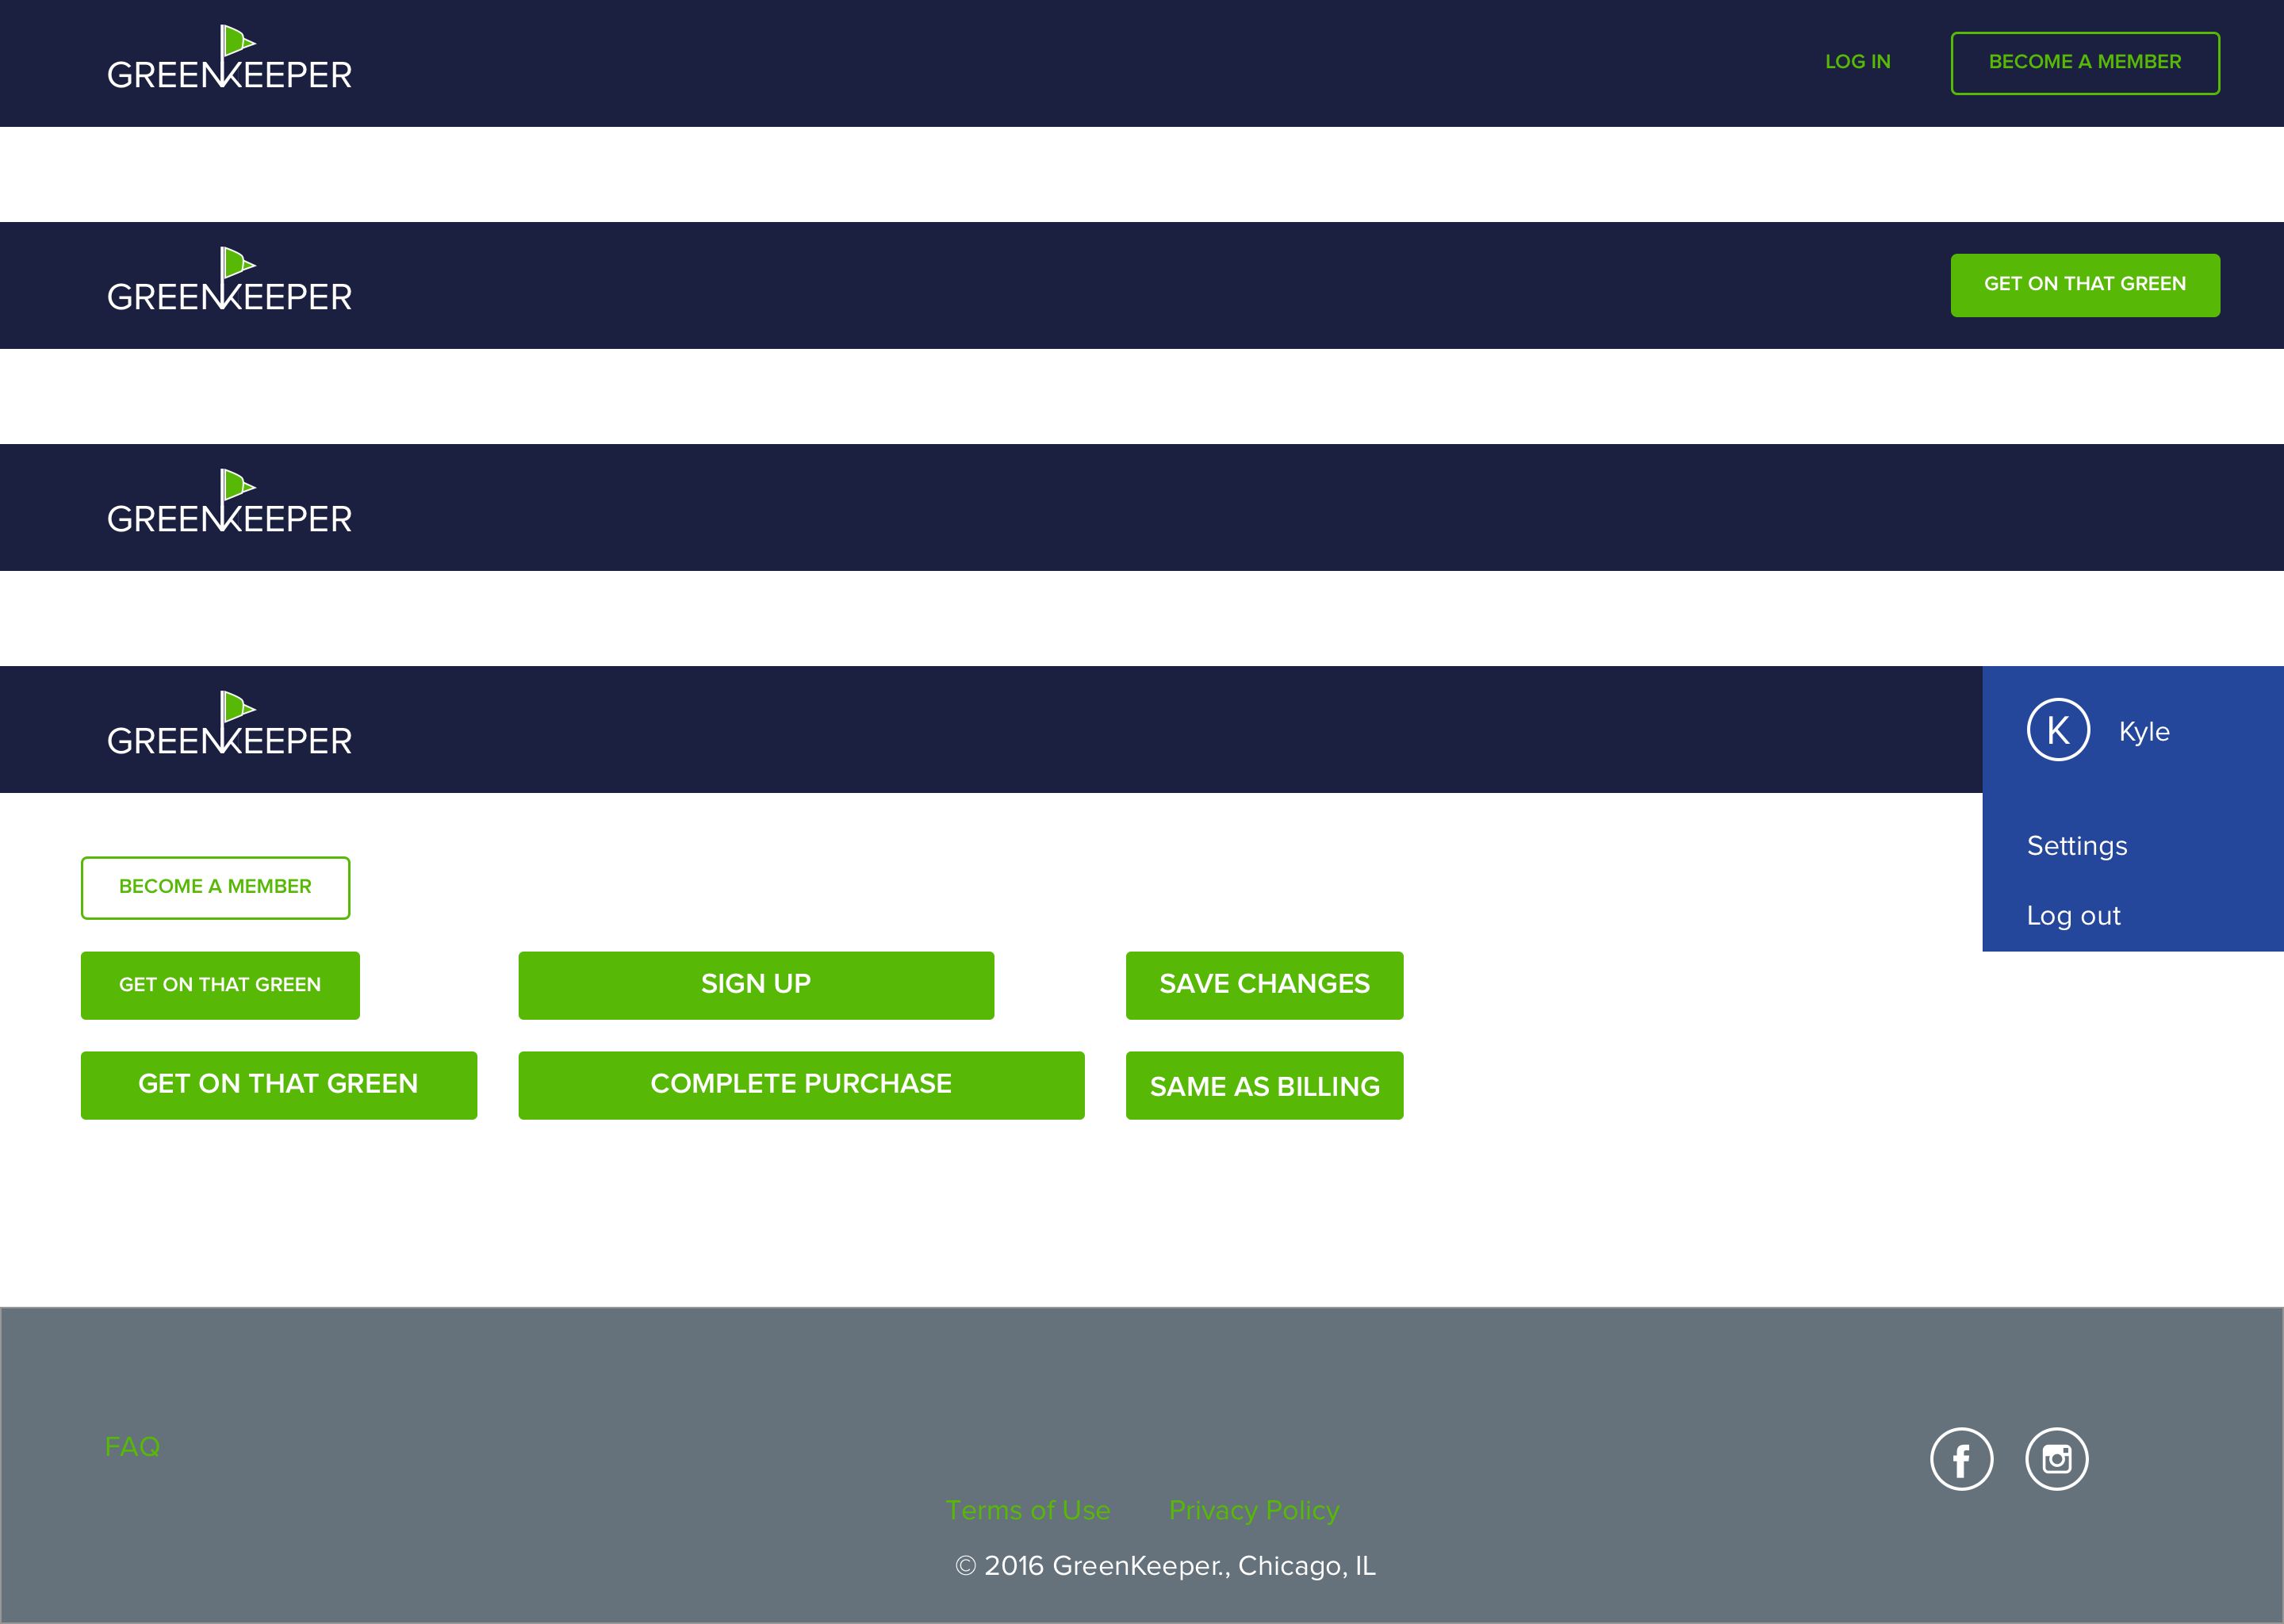 GREENKEEPER
LOG IN
BECOME A MEMBER
GREENKEEPER
GET ON THAT GREEN
GREENKEEPER
GREENKEEPER
K
Kyle
Settings
Log out
BECOME A MEMBER
GET ON THAT GREEN
SIGN UP
SAVE CHANGES
GET ON THAT GREEN
COMPLETE PURCHASE
SAME AS BILLING
FAQ
Terms of Use
Privacy Policy
© 2016 GreenKeeper., Chicago, IL